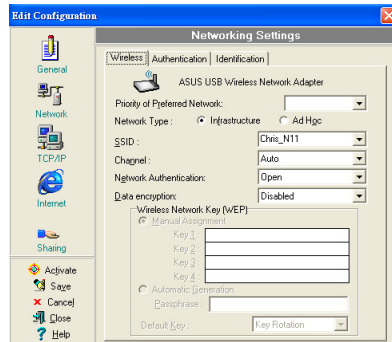 Edit Configuration
Networking Settings
General
Network
TCP/IP
Internet
Sharing
Activate
Save
Cancel
Close
Help
Wireless
Authentication
Identification
ASUS USB Wireless Network Adapter
Priority of Preferred Network:
Network Type :
Infrastructure
Ad Hoc
SSID :
Chris_N11
Channel :
Auto
Network Authentication:
Open
Data encryption:
Disabled
Wireless Network Key (WEP)
Manual Assignment
Key 1 :
Key 2 :
Key 3 :
Key 4 :
Automatic Generation
Passphrase :
Default Key :
Key Rotation